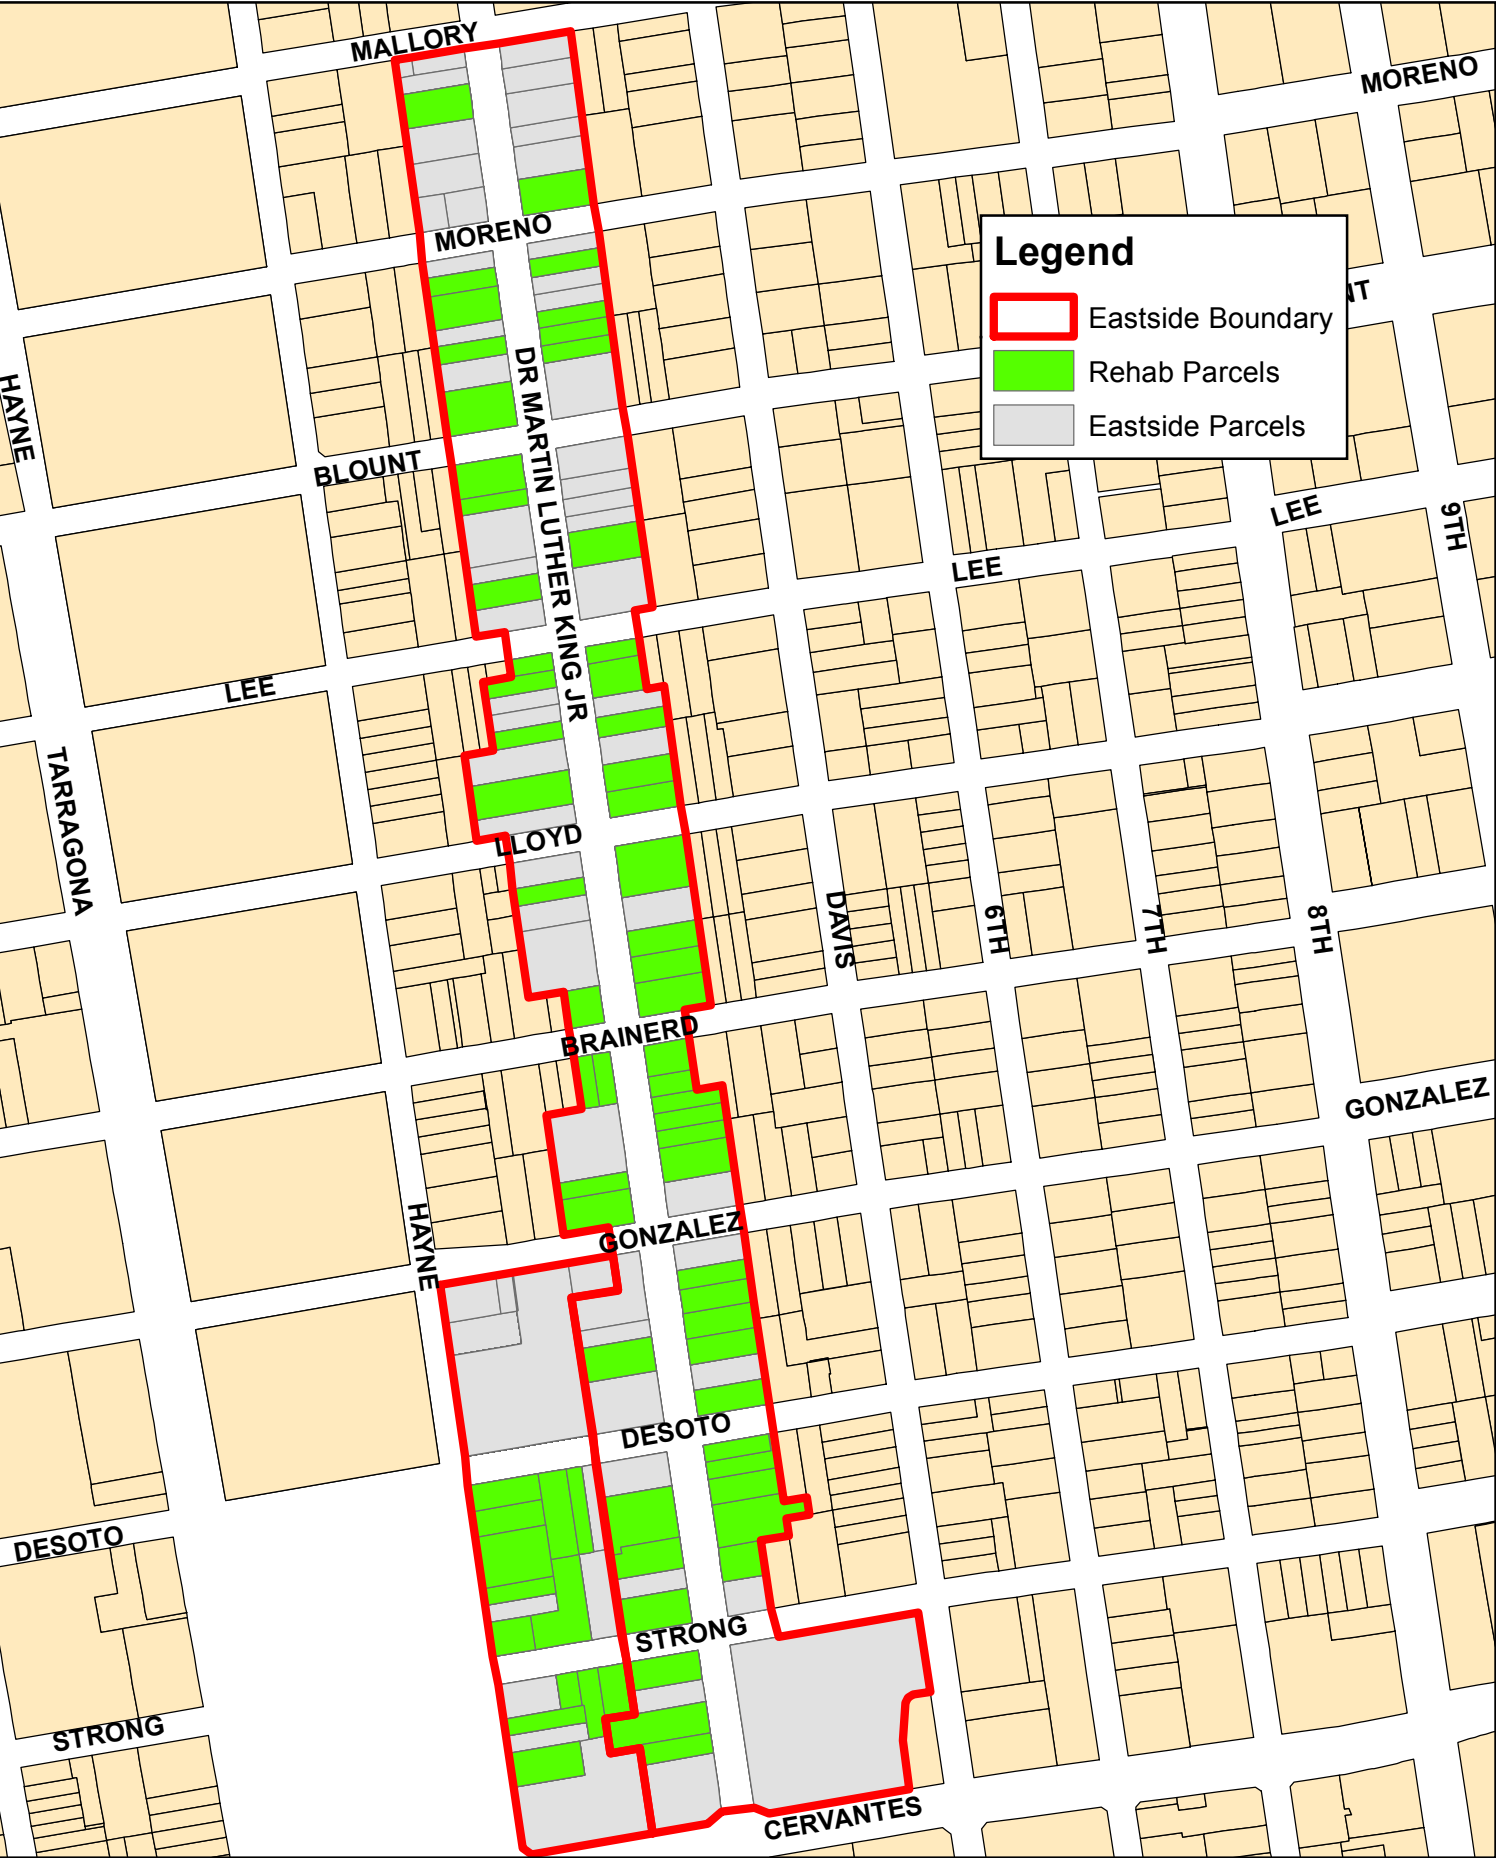 MALLORY
MORENO
MORENO
Legend
Eastside Boundary
Rehab Parcels
Eastside Parcels
NT
HAYNE
DR MARTIN LUTHER KING JR
BLOUNT
LEE
9TH
LEE
LEE
TARRAGONA
LLOYD
DAVIS
6TH
7TH
8TH
BRAINERD
GONZALEZ
HAYNE
GONZALEZ
DESOTO
DESOTO
STRONG
STRONG
CERVANTES